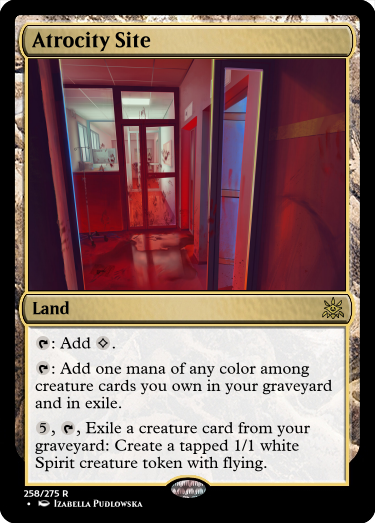 Atrocity Site
Land
: Add .
: Add one mana of any color among
creature cards you own in your graveyard
and in exile.
5, , Exile a creature card from your
graveyard: Create a tapped 1/1 white
Spirit creature token with flying.
258/275 R
• Izabella Pudlowska